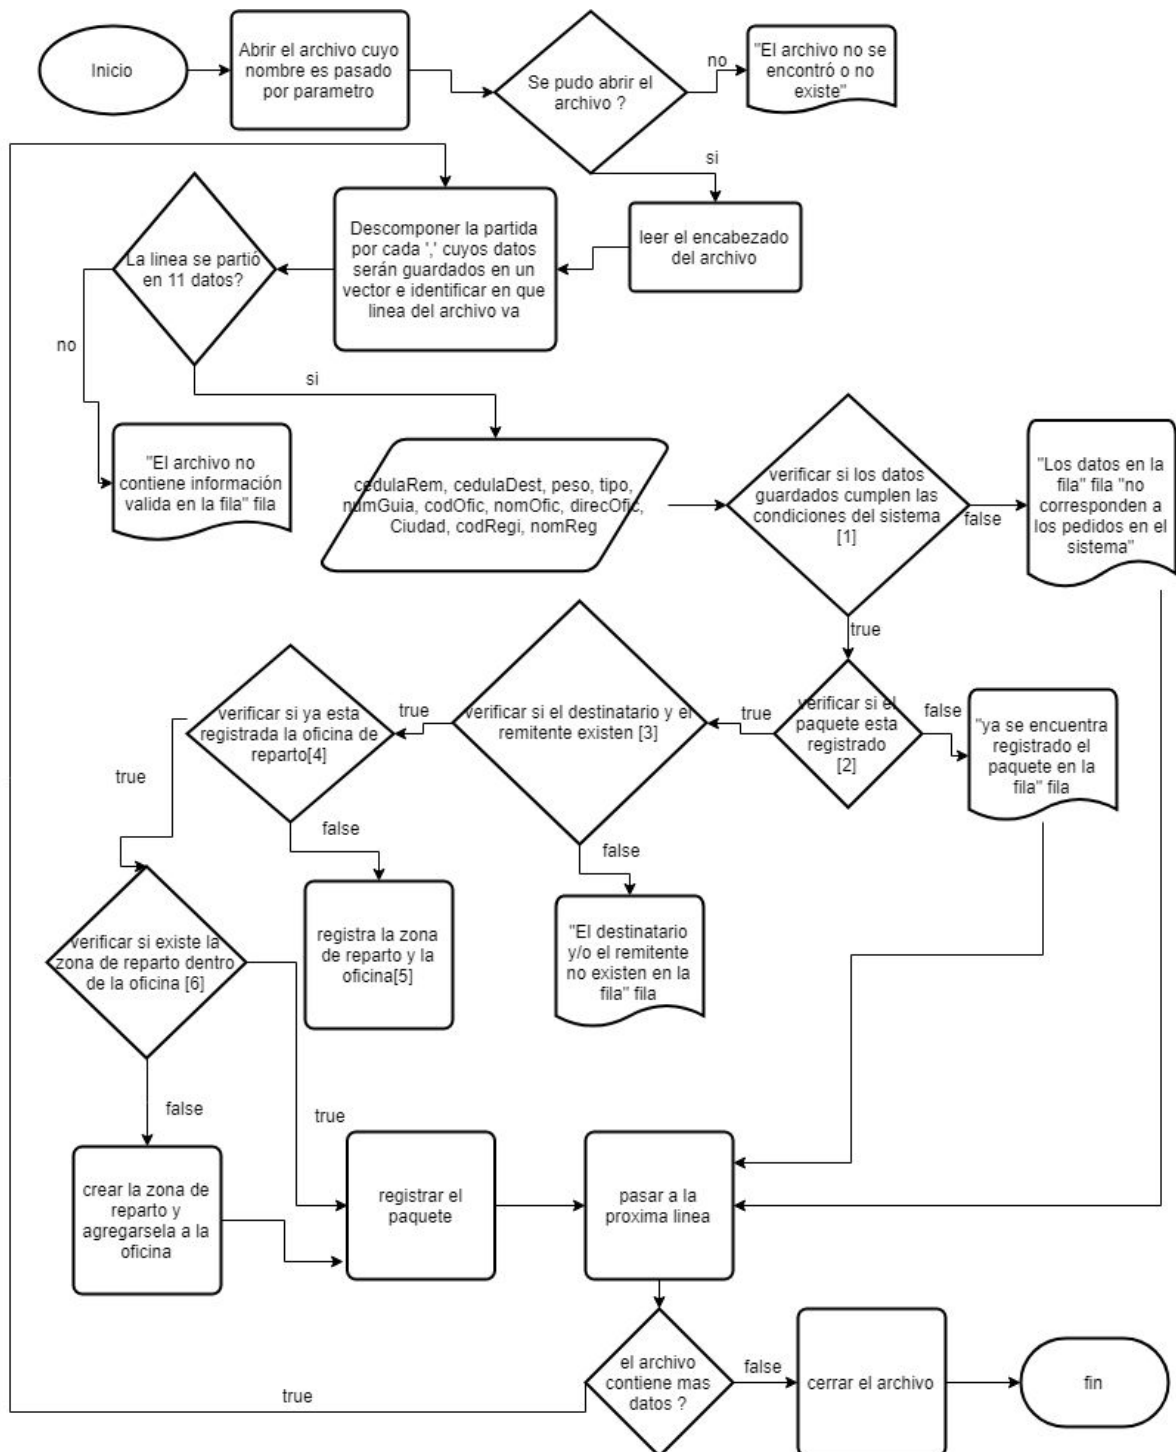 Inicio
Abrir el archivo cuyo
nombre es pasado
por parametro
Se pudo abrir el
archivo ?
no
"El archivo no se
encontró o no
existe"
si
leer el encabezado
del archivo
Descomponer la partida
por cada ',' cuyos datos
serán guardados en un
vector e identificar en que
linea del archivo va
La linea se partió
en 11 datos?
no
"El archivo no
contiene información
valida en la fila" fila
si
cedulaRem, cedulaDest, peso, tipo,
numGuia, codOfic, nomOfic, direcOfic,
Ciudad, codRegi, nomReg
verificar si los datos
guardados cumplen las
condiciones del sistema
[1]
false
"Los datos en la
fila" fila "no
corresponden a
los pedidos en el
sistema"
true
verificar si el
paquete esta
registrado
[2]
false
"ya se encuentra
registrado el
paquete en la
fila" fila
true
verificar si el destinatario y el
remitente existen [3]
false
"El destinatario
y/o el remitente
no existen en la
fila" fila
true
verificar si ya esta
registrada la oficina de
reparto[4]
false
registra la zona
de reparto y la
oficina[5]
true
verificar si existe la
zona de reparto dentro
de la oficina [6]
false
crear la zona de
reparto y
agregarsela a la
oficina
true
registrar el
paquete
pasar a la
proxima linea
el archivo
contiene mas
datos ?
true
false
cerrar el archivo
fin